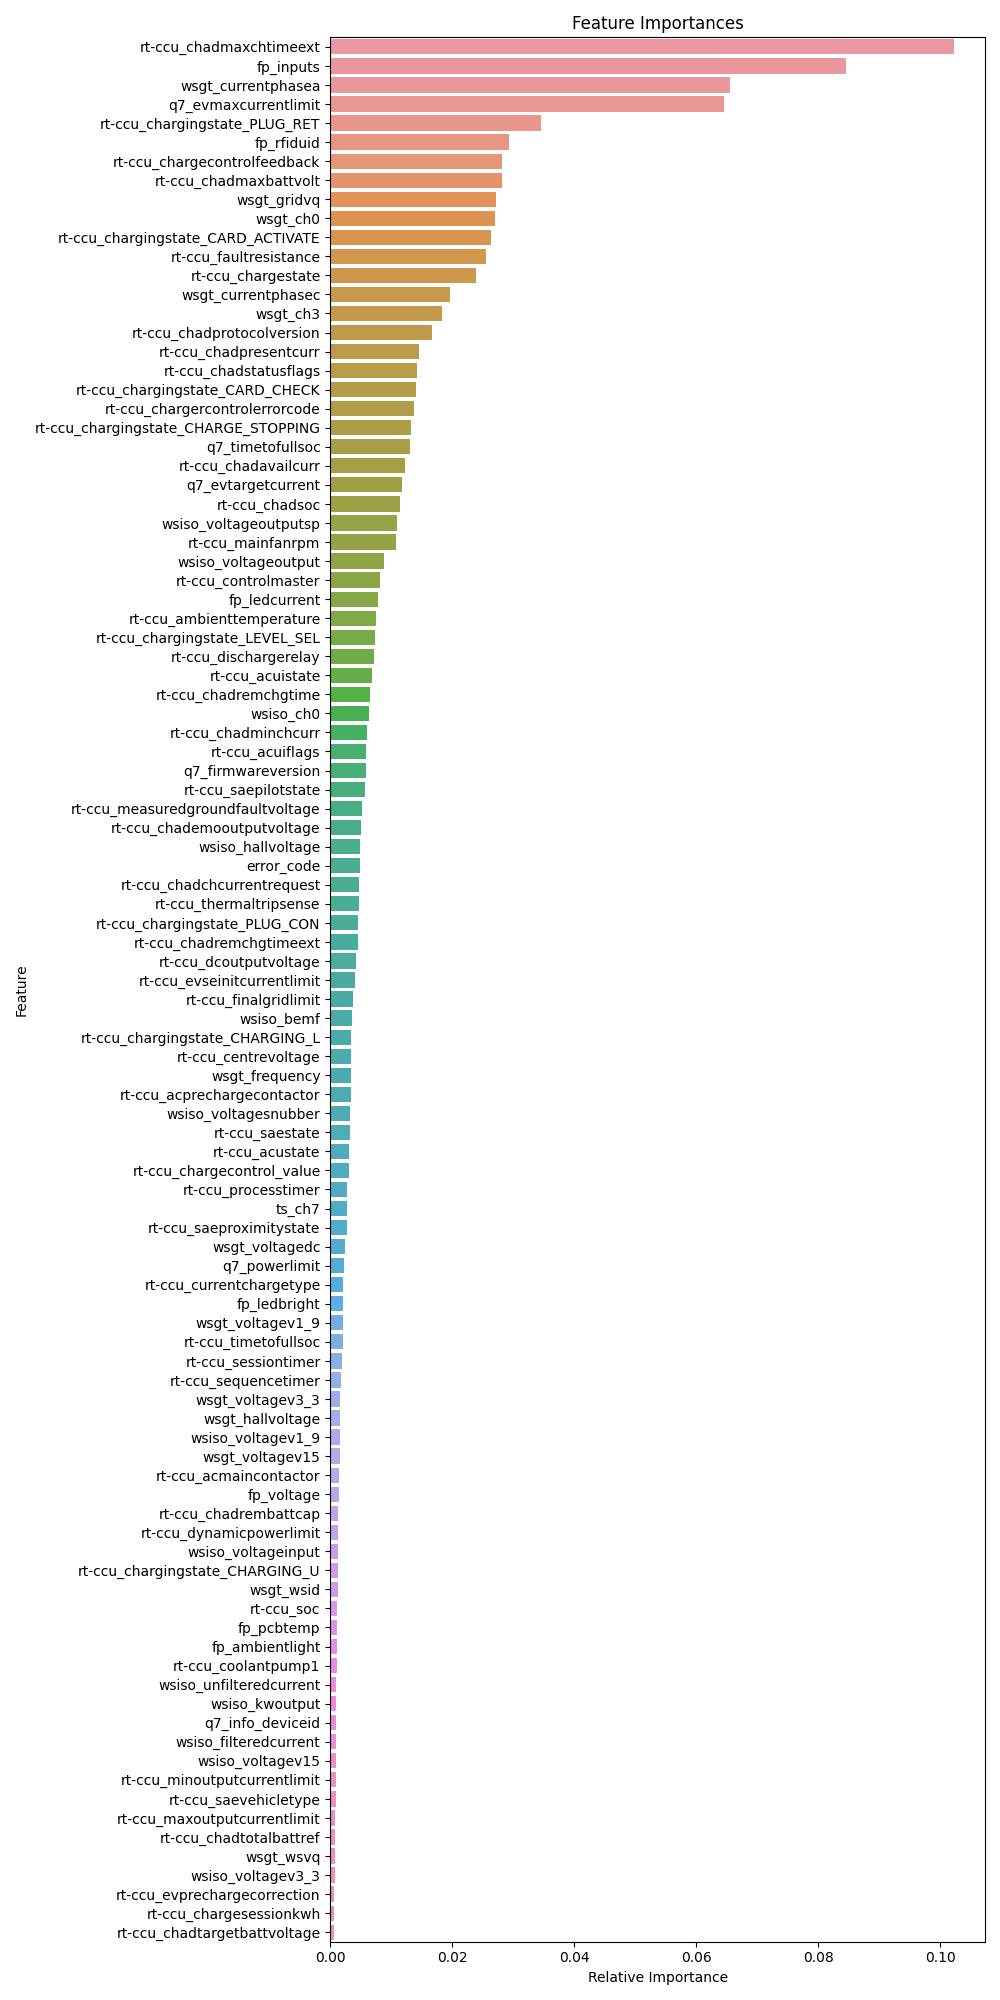 Feature Importances
rt-ccu_chadmaxchtimeext
fp_inputs
wsgt_currentphasea
q7_evmaxcurrentlimit
rt-ccu_chargingstate_PLUG_RET
fp_rfiduid
rt-ccu_chargecontrolfeedback
rt-ccu_chadmaxbattvolt
wsgt_gridvq
wsgt_ch0
rt-ccu_chargingstate_CARD_ACTIVATE
rt-ccu_faultresistance
rt-ccu_chargestate
wsgt_currentphasec
wsgt_ch3
rt-ccu_chadprotocolversion
rt-ccu_chadpresentcurr
rt-ccu_chadstatusflags
rt-ccu_chargingstate_CARD_CHECK
rt-ccu_chargercontrolerrorcode
rt-ccu_chargingstate_CHARGE_STOPPING
q7_timetofullsoc
rt-ccu_chadavailcurr
q7_evtargetcurrent
rt-ccu_chadsoc
wsiso_voltageoutputsp
rt-ccu_mainfanrpm
wsiso_voltageoutput
rt-ccu_controlmaster
fp_ledcurrent
rt-ccu_ambienttemperature
rt-ccu_chargingstate_LEVEL_SEL
rt-ccu_dischargerelay
rt-ccu_acuistate
rt-ccu_chadremchgtime
wsiso_ch0
rt-ccu_chadminchcurr
rt-ccu_acuiflags
q7_firmwareversion
rt-ccu_saepilotstate
rt-ccu_measuredgroundfaultvoltage
rt-ccu_chademooutputvoltage
wsiso_hallvoltage
error_code
rt-ccu_chadchcurrentrequest
rt-ccu_thermaltripsense
rt-ccu_chargingstate_PLUG_CON
rt-ccu_chadremchgtimeext
rt-ccu_dcoutputvoltage
rt-ccu_evseinitcurrentlimit
rt-ccu_finalgridlimit
wsiso_bemf
rt-ccu_chargingstate_CHARGING_L
rt-ccu_centrevoltage
wsgt_frequency
rt-ccu_acprechargecontactor
wsiso_voltagesnubber
rt-ccu_saestate
rt-ccu_acustate
rt-ccu_chargecontrol_value
rt-ccu_processtimer
ts_ch7
rt-ccu_saeproximitystate
wsgt_voltagedc
q7_powerlimit
rt-ccu_currentchargetype
fp_ledbright
wsgt_voltagev1_9
rt-ccu_timetofullsoc
rt-ccu_sessiontimer
rt-ccu_sequencetimer
wsgt_voltagev3_3
wsgt_hallvoltage
wsiso_voltagev1_9
wsgt_voltagev15
rt-ccu_acmaincontactor
fp_voltage
rt-ccu_chadrembattcap
rt-ccu_dynamicpowerlimit
wsiso_voltageinput
rt-ccu_chargingstate_CHARGING_U
wsgt_wsid
rt-ccu_soc
fp_pcbtemp
fp_ambientlight
rt-ccu_coolantpump1
wsiso_unfilteredcurrent
wsiso_kwoutput
q7_info_deviceid
wsiso_filteredcurrent
wsiso_voltagev15
rt-ccu_minoutputcurrentlimit
rt-ccu_saevehicletype
rt-ccu_maxoutputcurrentlimit
rt-ccu_chadtotalbattref
wsgt_wsvq
wsiso_voltagev3_3
rt-ccu_evprechargecorrection
rt-ccu_chargesessionkwh
rt-ccu_chadtargetbattvoltage
Feature
0.00 0.02 0.04 0.06 0.08 0.10
Relative Importance